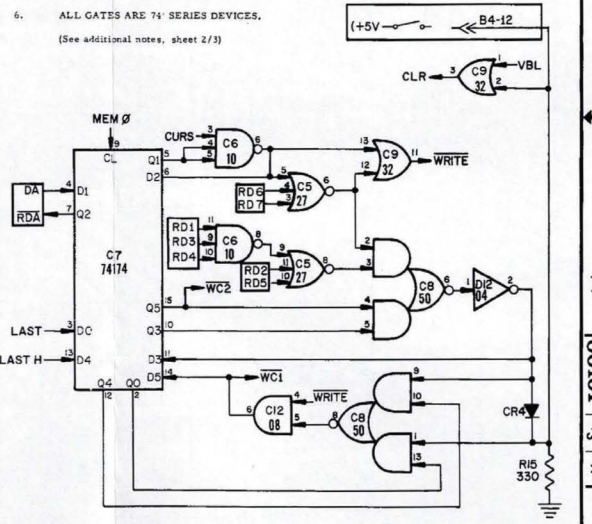 6. ALL GATES ARE 74' SERIES DEVICES.
(See additional notes, sheet 2/3)
(+5V B4-12
CLR 3 C9 32 1 VBL
2
MEM Ø
9
CL
CURS 3
4
5 C6 10 6
Q1 5
D2 6
13
12 C9 32 11 WRITE
5
RD6 4
RD7 3 C5 27 6
DA 4 D1
RDA 7 Q2
C7
74174
RD1 11
RD3 9
RD4 10 C6 10 8
9
RD2 11
RD5 10 C5 27 8
2
3
C8 50 6
1 D12 04 2
WC2
Q5 15
4
Q3 10
5
LAST 3 D0
LAST H 13 D4
D3 11
D5 14
WC1
Q4 Q0
12 2
6 C12 08 4 WRITE
5
8 C8 50
9
10
1
13
CR4
R15
330